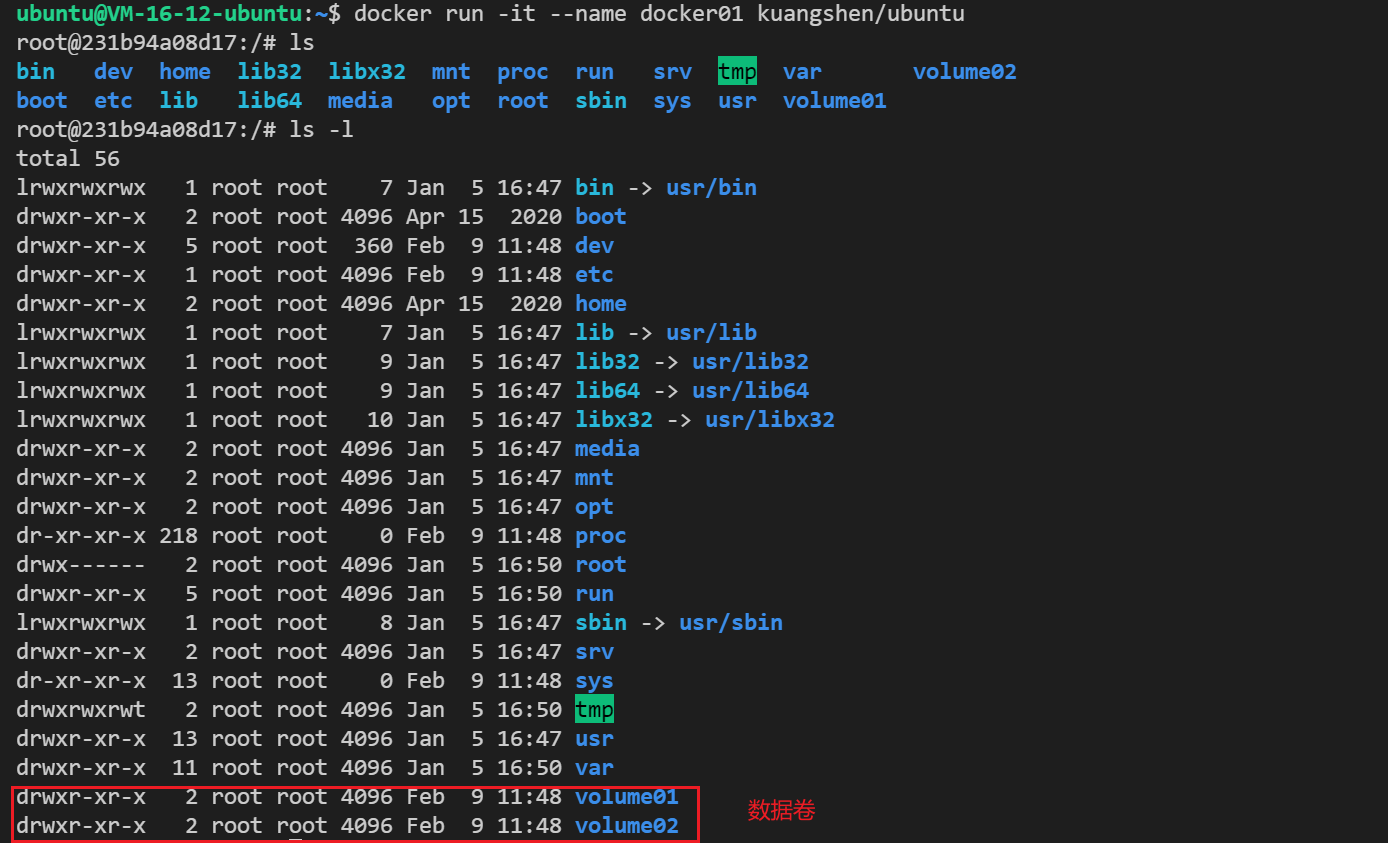 ubuntu@VM-16-12-ubuntu:~$ docker run -it --name docker01 kuangshen/ubuntu
root@231b94a08d17:/# ls
bin   dev  home  lib32  libx32  mnt  proc  run   srv  tmp  var       volume02
boot  etc  lib   lib64  media   opt  root  sbin  sys  usr  volume01
root@231b94a08d17:/# ls -l
total 56
lrwxrwxrwx   1 root root    7 Jan  5 16:47 bin -> usr/bin
drwxr-xr-x   2 root root 4096 Apr 15  2020 boot
drwxr-xr-x   5 root root  360 Feb  9 11:48 dev
drwxr-xr-x   1 root root 4096 Feb  9 11:48 etc
drwxr-xr-x   2 root root 4096 Apr 15  2020 home
lrwxrwxrwx   1 root root    7 Jan  5 16:47 lib -> usr/lib
lrwxrwxrwx   1 root root    9 Jan  5 16:47 lib32 -> usr/lib32
lrwxrwxrwx   1 root root    9 Jan  5 16:47 lib64 -> usr/lib64
lrwxrwxrwx   1 root root   10 Jan  5 16:47 libx32 -> usr/libx32
drwxr-xr-x   2 root root 4096 Jan  5 16:47 media
drwxr-xr-x   2 root root 4096 Jan  5 16:47 mnt
drwxr-xr-x   2 root root 4096 Jan  5 16:47 opt
dr-xr-xr-x 218 root root    0 Feb  9 11:48 proc
drwx------   2 root root 4096 Jan  5 16:50 root
drwxr-xr-x   5 root root 4096 Jan  5 16:50 run
lrwxrwxrwx   1 root root    8 Jan  5 16:47 sbin -> usr/sbin
drwxr-xr-x   2 root root 4096 Jan  5 16:47 srv
dr-xr-xr-x  13 root root    0 Feb  9 11:48 sys
drwxrwxrwt   2 root root 4096 Jan  5 16:50 tmp
drwxr-xr-x  13 root root 4096 Jan  5 16:47 usr
drwxr-xr-x  11 root root 4096 Jan  5 16:50 var
drwxr-xr-x   2 root root 4096 Feb  9 11:48 volume01
数据卷
drwxr-xr-x   2 root root 4096 Feb  9 11:48 volume02